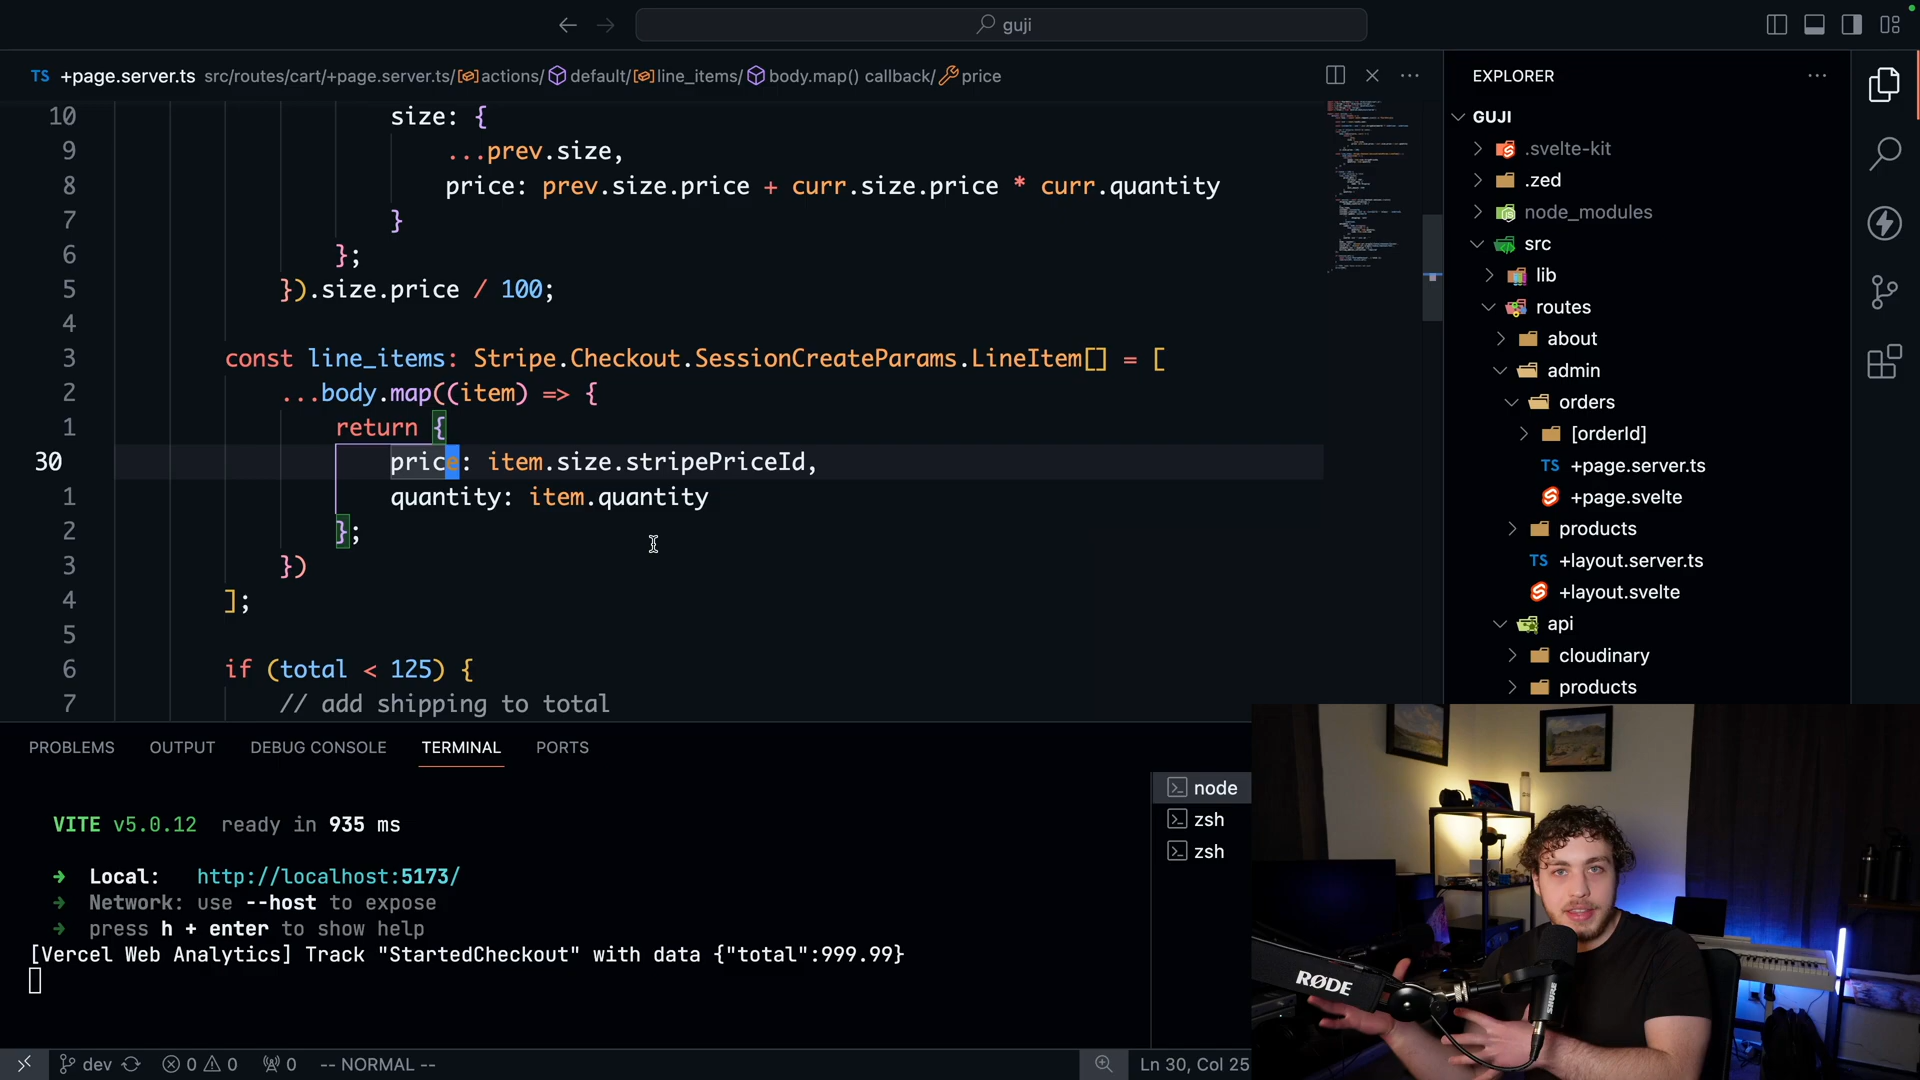 guji
TS +page.server.ts src/routes/cart/+page.server.ts/ actions/ default/ line_items/ body.map() callback/ price
10 size: {
9 ...prev.size,
8 price: prev.size.price + curr.size.price * curr.quantity
7 }
6 };
5 }).size.price / 100;
4
3 const line_items: Stripe.Checkout.SessionCreateParams.LineItem[] = [
2 ...body.map((item) => {
1 return {
30 price: item.size.stripePriceId,
1 quantity: item.quantity
2 };
3 })
4 ];
5
6 if (total < 125) {
7 // add shipping to total
EXPLORER
GUJI
.svelte-kit
.zed
node_modules
src
lib
routes
about
admin
orders
[orderId]
TS +page.server.ts
+page.svelte
products
TS +layout.server.ts
+layout.svelte
api
cloudinary
products
PROBLEMS OUTPUT DEBUG CONSOLE TERMINAL PORTS
VITE v5.0.12 ready in 935 ms
➜ Local: http://localhost:5173/
➜ Network: use --host to expose
➜ press h + enter to show help
[Vercel Web Analytics] Track "StartedCheckout" with data {"total":999.99}
node
zsh
zsh
RØDE
SHURE
dev 0 0 0 -- NORMAL -- Ln 30, Col 25